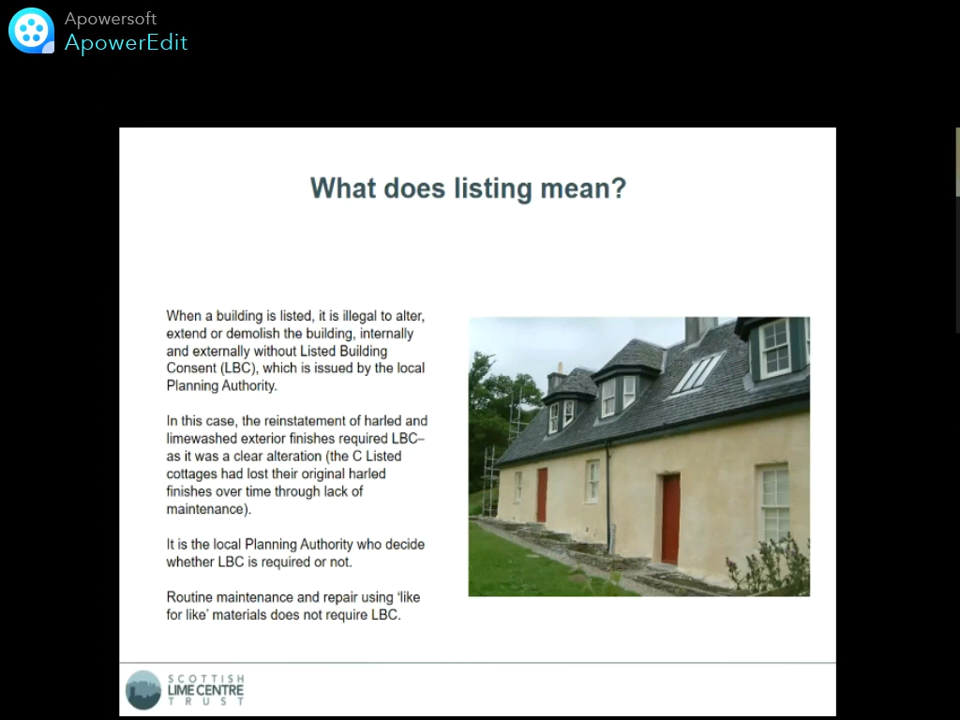 Apowersoft
ApowerEdit
What does listing mean?
When a building is listed, it is illegal to alter,
extend or demolish the building, internally
and externally without Listed Building
Consent (LBC), which is issued by the local
Planning Authority.
In this case, the reinstatement of harled and
limewashed exterior finishes required LBC–
as it was a clear alteration (the C Listed
cottages had lost their original harled
finishes over time through lack of
maintenance).
It is the local Planning Authority who decide
whether LBC is required or not.
Routine maintenance and repair using ‘like
for like’ materials does not require LBC.
SCOTTISH
LIME CENTRE
TRUST